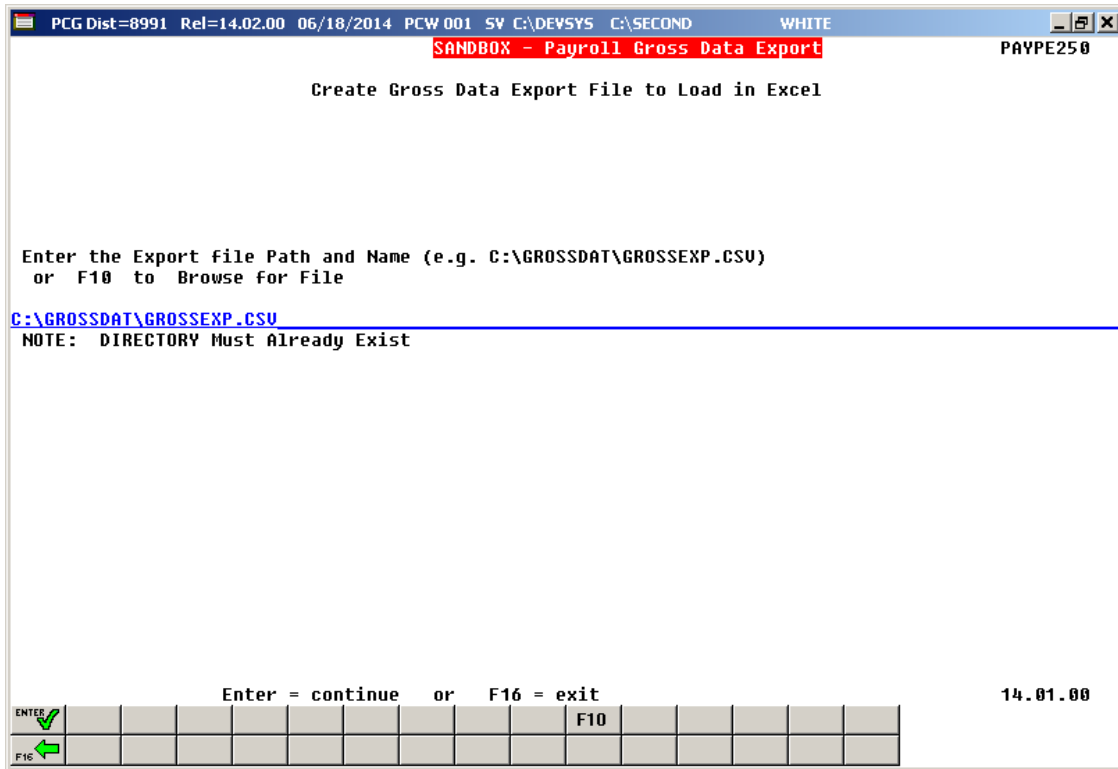 PCG Dist=8991 Rel=14.02.00 06/18/2014 PCW 001 SV C:\DEVSYS C:\SECOND WHITE
SANDBOX - Payroll Gross Data Export PAYPE250
Create Gross Data Export File to Load in Excel
Enter the Export file Path and Name (e.g. C:\GROSSDAT\GROSSEXP.CSV)
or F10 to Browse for File
C:\GROSSDAT\GROSSEXP.CSV
NOTE: DIRECTORY Must Already Exist
Enter = continue or F16 = exit 14.01.00
ENTER F10
F16